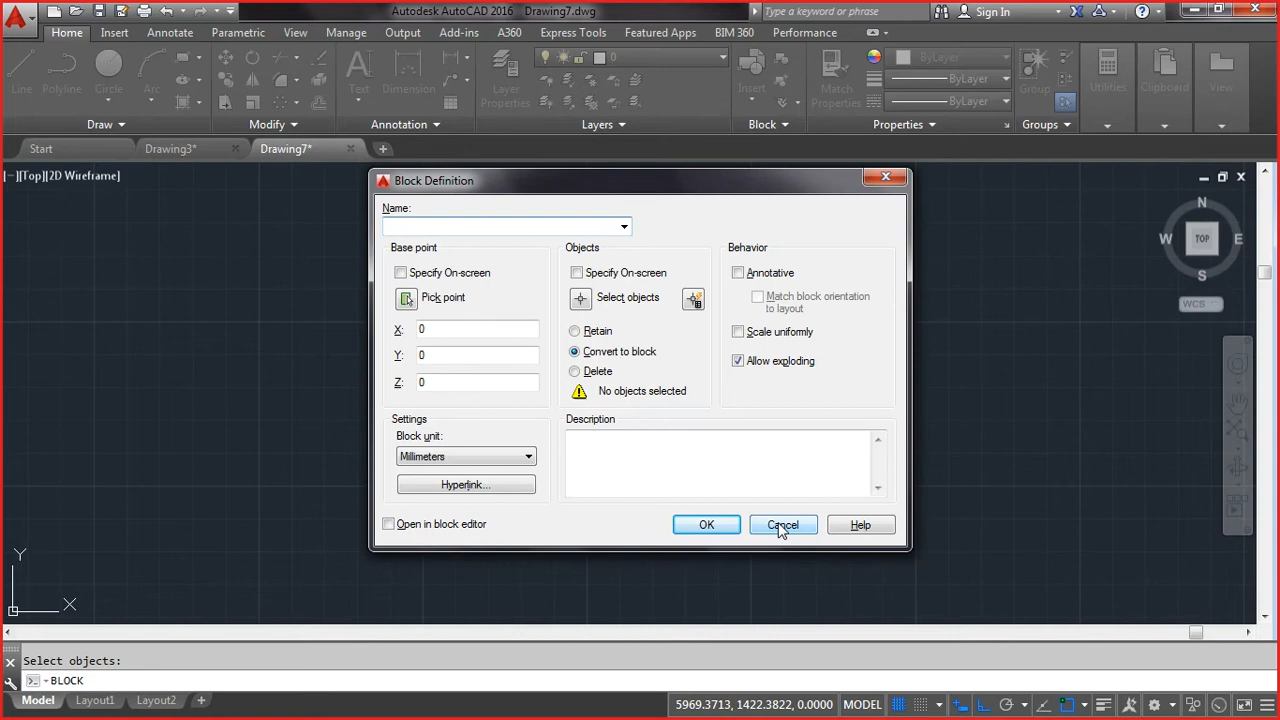 Autodesk AutoCAD 2016 Drawing7.dwg
Type a keyword or phrase
Sign In
Home Insert Annotate Parametric View Manage Output Add-ins A360 Express Tools Featured Apps BIM 360 Performance
Line Polyline Circle Arc
Text Dimension
Layer Properties
0
Insert
Match Properties
ByLayer
ByLayer
ByLayer
Group
Utilities
Clipboard
View
Draw Modify Annotation Layers Block Properties Groups
Start Drawing3* Drawing7*
[−][Top][2D Wireframe]
N
W TOP E
S
WCS
Block Definition
Name:
Base point
Specify On-screen
Pick point
X: 0
Y: 0
Z: 0
Objects
Specify On-screen
Select objects
Retain
Convert to block
Delete
No objects selected
Behavior
Annotative
Match block orientation
to layout
Scale uniformly
Allow exploding
Settings
Block unit:
Millimeters
Hyperlink...
Description
Open in block editor
OK Cancel Help
Y
X
Select objects:
BLOCK
Model Layout1 Layout2
5969.3713, 1422.3822, 0.0000 MODEL